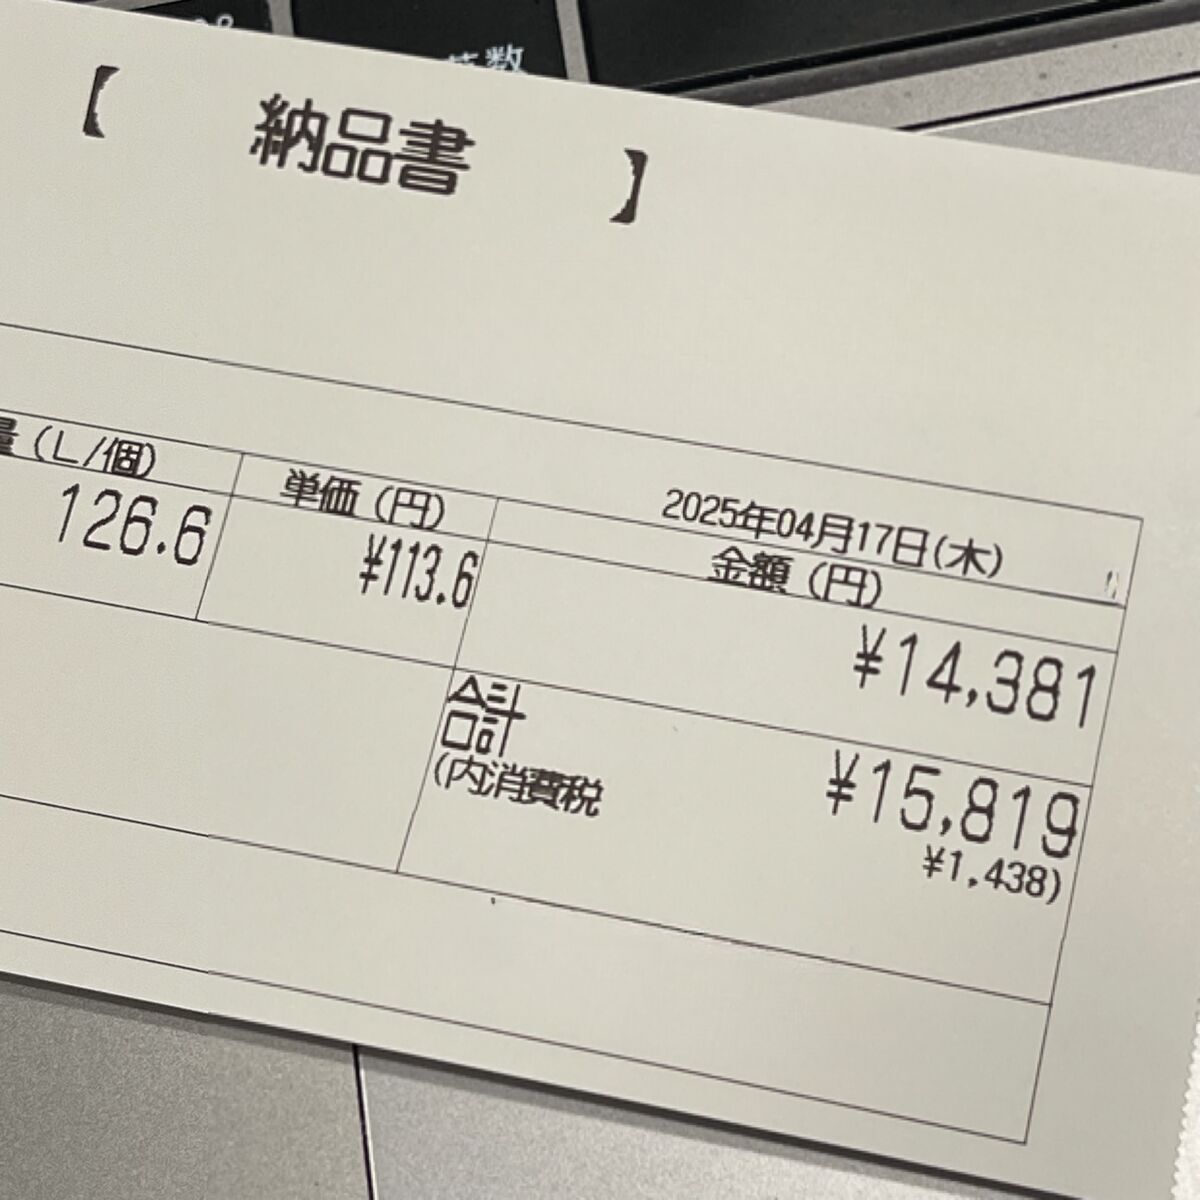 英数
【 納品書 】
2025年04月17日(木)
量(L/個) 単価(円) 金額(円)
126.6 ¥113.6 ¥14,381
合計 ¥15,819
(内消費税 ¥1,438)